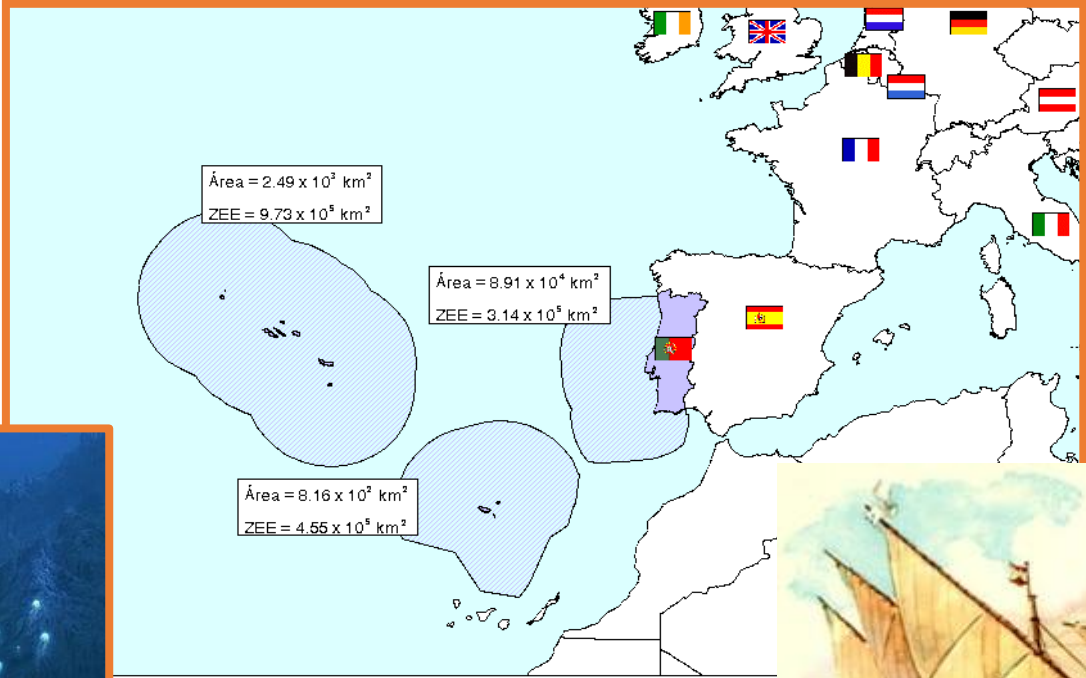 Área = 2.49 x 10³ km²
ZEE = 9.73 x 10⁵ km²
Área = 8.91 x 10⁴ km²
ZEE = 3.14 x 10⁵ km²
Área = 8.16 x 10² km²
ZEE = 4.55 x 10⁵ km²